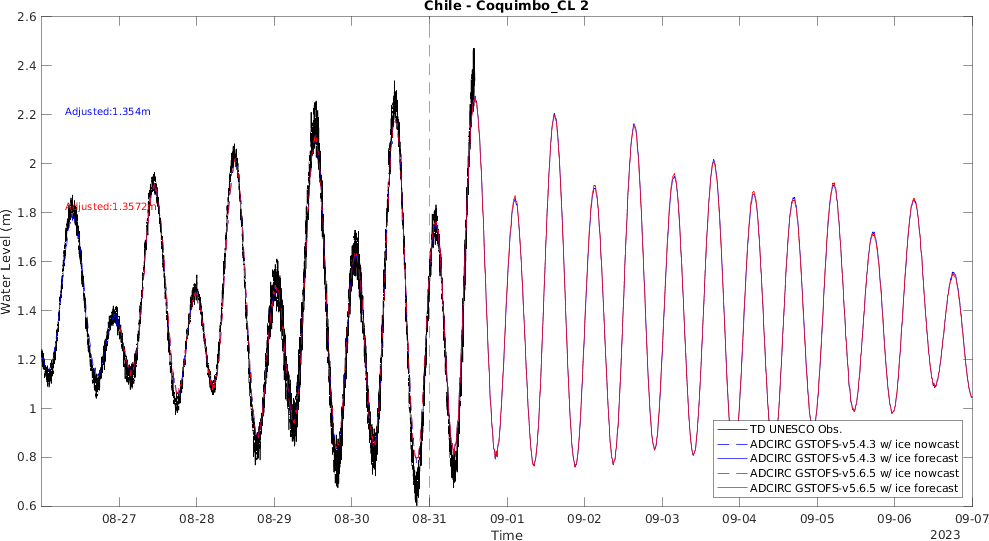 Chile - Coquimbo_CL 2
2.6
2.4
2.2
2
1.8
1.6
1.4
1.2
1
0.8
0.6
Water Level (m)
Adjusted:1.354m
Adjusted:1.3572m
TD UNESCO Obs.
ADCIRC GSTOFS-v5.4.3 w/ ice nowcast
ADCIRC GSTOFS-v5.4.3 w/ ice forecast
ADCIRC GSTOFS-v5.6.5 w/ ice nowcast
ADCIRC GSTOFS-v5.6.5 w/ ice forecast
08-27 08-28 08-29 08-30 08-31 09-01 09-02 09-03 09-04 09-05 09-06 09-07
Time
2023